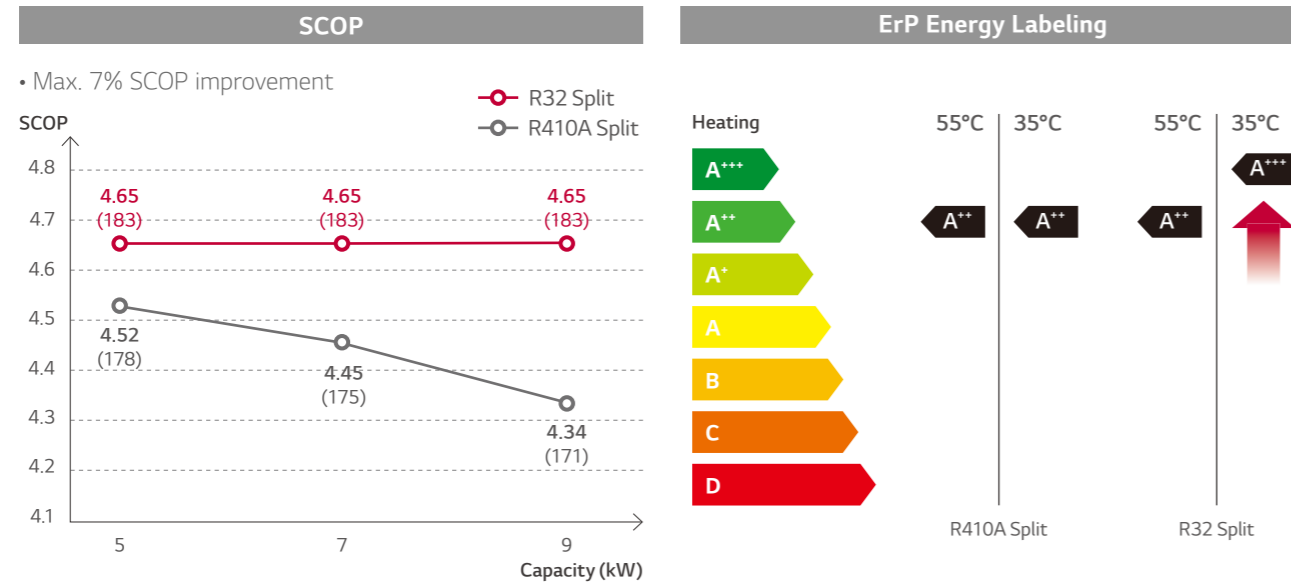 SCOP
• Max. 7% SCOP improvement
R32 Split
R410A Split
SCOP
4.8
4.7
4.6
4.5
4.4
4.3
4.2
4.1
4.65
(183)
4.65
(183)
4.65
(183)
4.52
(178)
4.45
(175)
4.34
(171)
5
7
9
Capacity (kW)
ErP Energy Labeling
Heating
55°C
35°C
55°C
35°C
A+++
A+++
A++
A++
A++
A++
A+
A
B
C
D
R410A Split
R32 Split